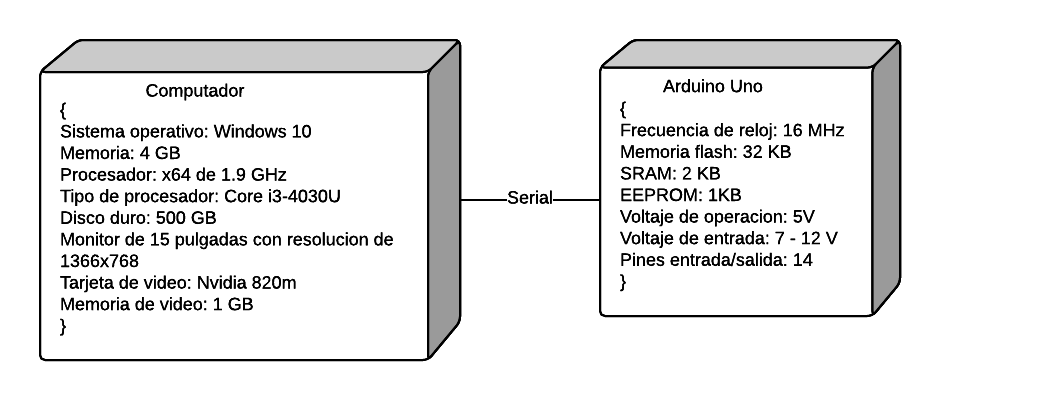 Computador
{
Sistema operativo: Windows 10
Memoria: 4 GB
Procesador: x64 de 1.9 GHz
Tipo de procesador: Core i3-4030U
Disco duro: 500 GB
Monitor de 15 pulgadas con resolucion de
1366x768
Tarjeta de video: Nvidia 820m
Memoria de video: 1 GB
}
Serial
Arduino Uno
{
Frecuencia de reloj: 16 MHz
Memoria flash: 32 KB
SRAM: 2 KB
EEPROM: 1KB
Voltaje de operacion: 5V
Voltaje de entrada: 7 - 12 V
Pines entrada/salida: 14
}